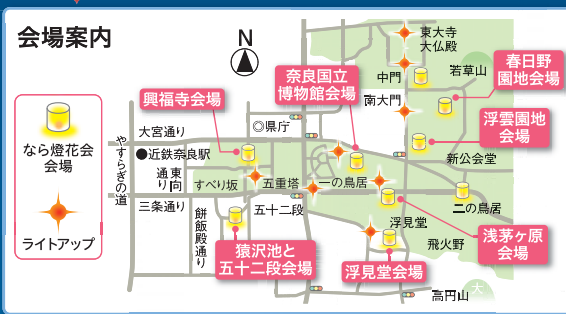 会場案内
N
なら燈花会
会場
ライトアップ
東大寺
大仏殿
中門
若草山
春日野
園地会場
奈良国立
博物館会場
南大門
興福寺会場
浮雲園地
会場
大宮通り
◎県庁
新公会堂
●近鉄奈良駅
やすらぎの道
東向通り
すべり坂
五重塔
一の鳥居
二の鳥居
三条通り
五十二段
餅飯殿通り
浮見堂
飛火野
浅茅ヶ原
会場
猿沢池と
五十二段会場
浮見堂会場
高円山
大